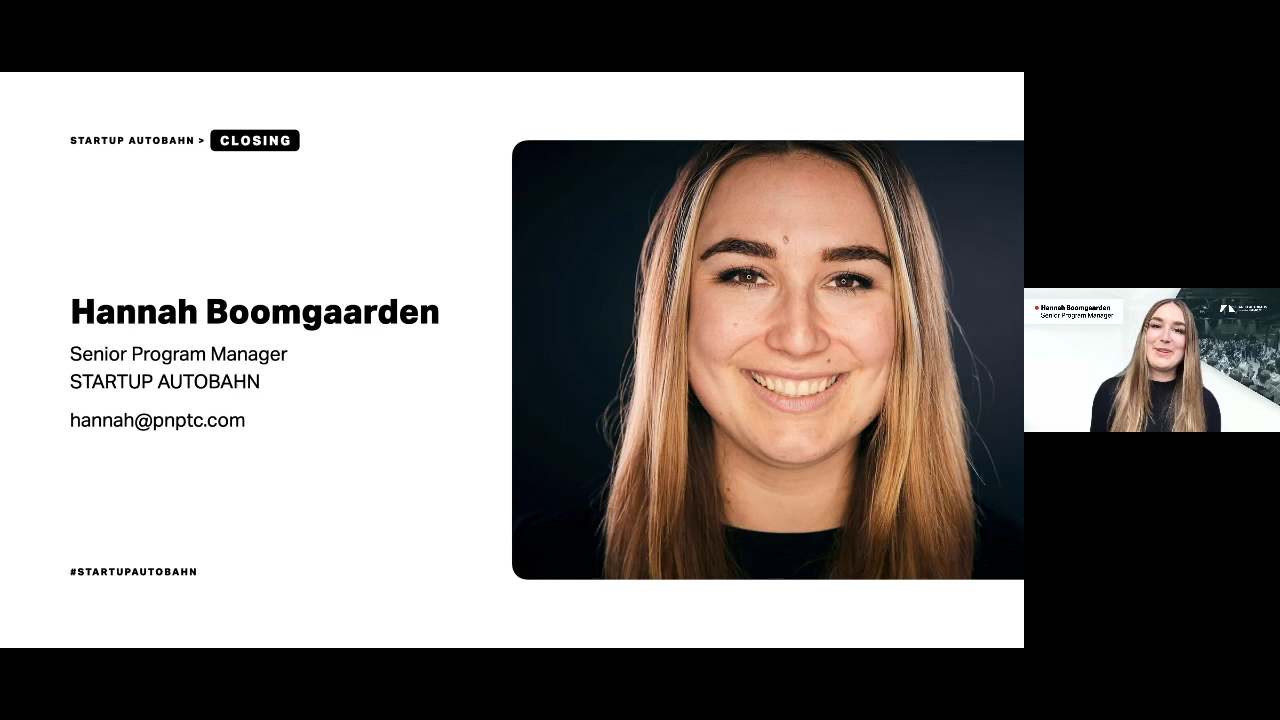 STARTUP AUTOBAHN > CLOSING
Hannah Boomgaarden
Senior Program Manager
STARTUP AUTOBAHN
hannah@pnptc.com
#STARTUPAUTOBAHN
Hannah Boomgaarden
Senior Program Manager